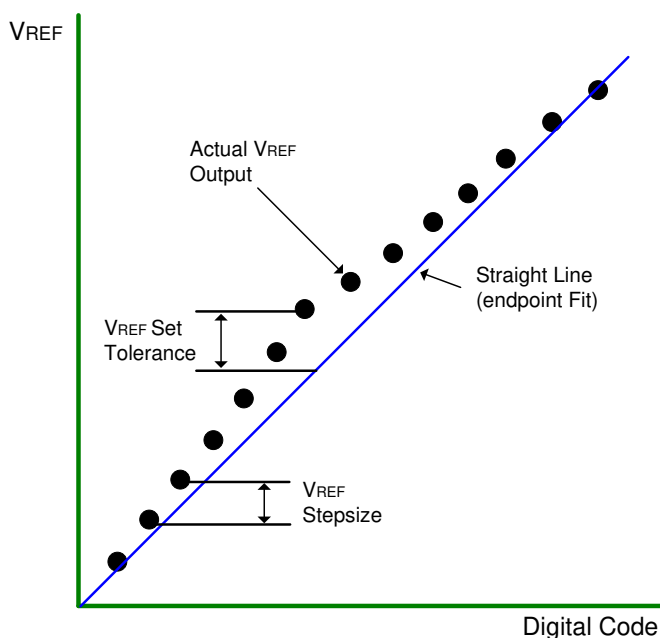 VREF
Actual VREF
Output
Straight Line
(endpoint Fit)
VREF Set
Tolerance
VREF
Stepsize
Digital Code